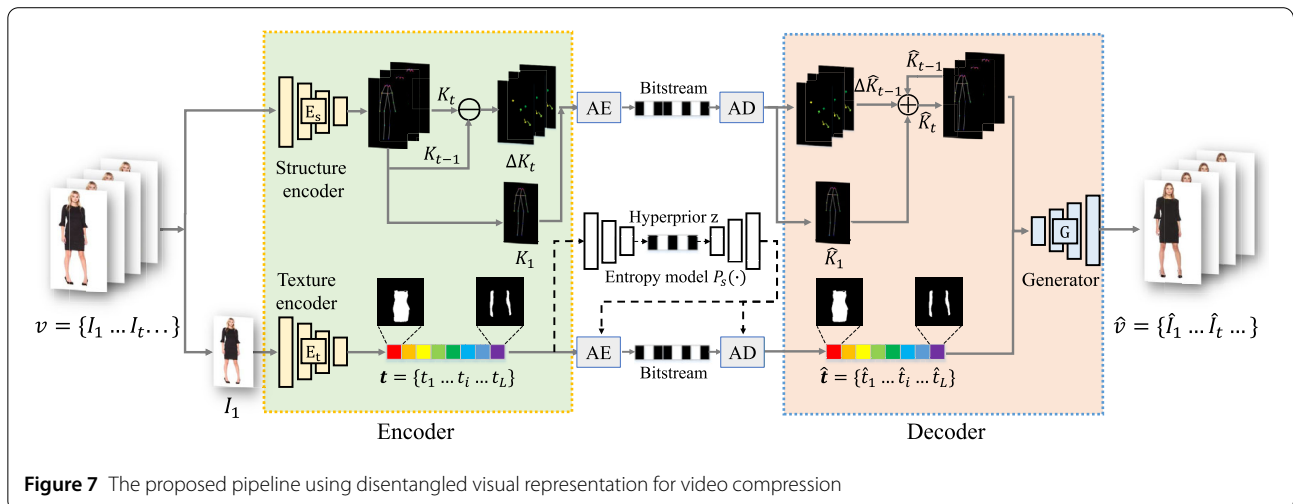 E_s
Structure
encoder
K_t
K_{t−1}
ΔK_t
K_1
AE
Bitstream
AD
ΔK̂_{t−1}
K̂_{t−1}
K̂_t
K̂_1
Hyperprior z
Entropy model P_s(·)
G
Generator
v = {I_1 … I_t…}
I_1
Texture
encoder
E_t
t = {t_1 … t_i … t_L}
AE
Bitstream
AD
t̂ = {t̂_1 … t̂_i … t̂_L}
v̂ = {Î_1 … Î_t …}
Encoder
Decoder
Figure 7 The proposed pipeline using disentangled visual representation for video compression